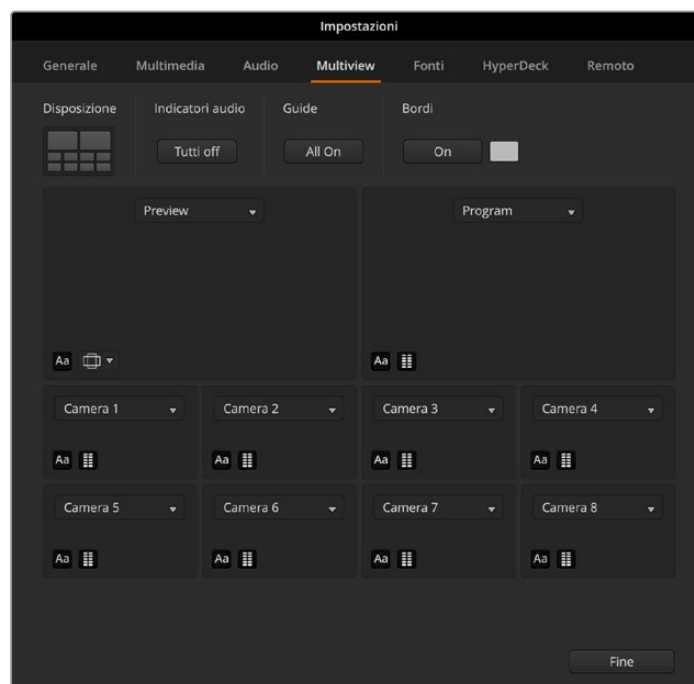 Impostazioni
Generale Multimedia Audio Multiview Fonti HyperDeck Remoto
Disposizione Indicatori audio Guide Bordi
Tutti off All On On
Preview Program
Aa Aa
Camera 1 Camera 2 Camera 3 Camera 4
Aa Aa Aa Aa
Camera 5 Camera 6 Camera 7 Camera 8
Aa Aa Aa Aa
Fine